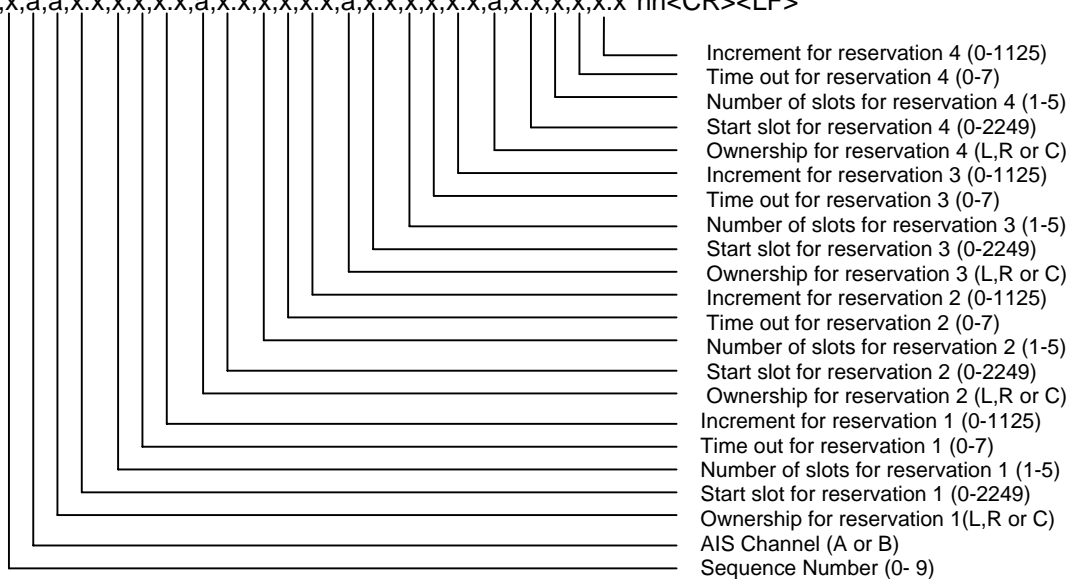 ,x,a,a,x.x,x,x,x.x,a,x.x,x,x,x.x,a,x.x,x,x,x.x,a,x.x,x,x,x.x*hh<CR><LF>
Increment for reservation 4 (0-1125)
Time out for reservation 4 (0-7)
Number of slots for reservation 4 (1-5)
Start slot for reservation 4 (0-2249)
Ownership for reservation 4 (L,R or C)
Increment for reservation 3 (0-1125)
Time out for reservation 3 (0-7)
Number of slots for reservation 3 (1-5)
Start slot for reservation 3 (0-2249)
Ownership for reservation 3 (L,R or C)
Increment for reservation 2 (0-1125)
Time out for reservation 2 (0-7)
Number of slots for reservation 2 (1-5)
Start slot for reservation 2 (0-2249)
Ownership for reservation 2 (L,R or C)
Increment for reservation 1 (0-1125)
Time out for reservation 1 (0-7)
Number of slots for reservation 1 (1-5)
Start slot for reservation 1 (0-2249)
Ownership for reservation 1(L,R or C)
AIS Channel (A or B)
Sequence Number (0- 9)